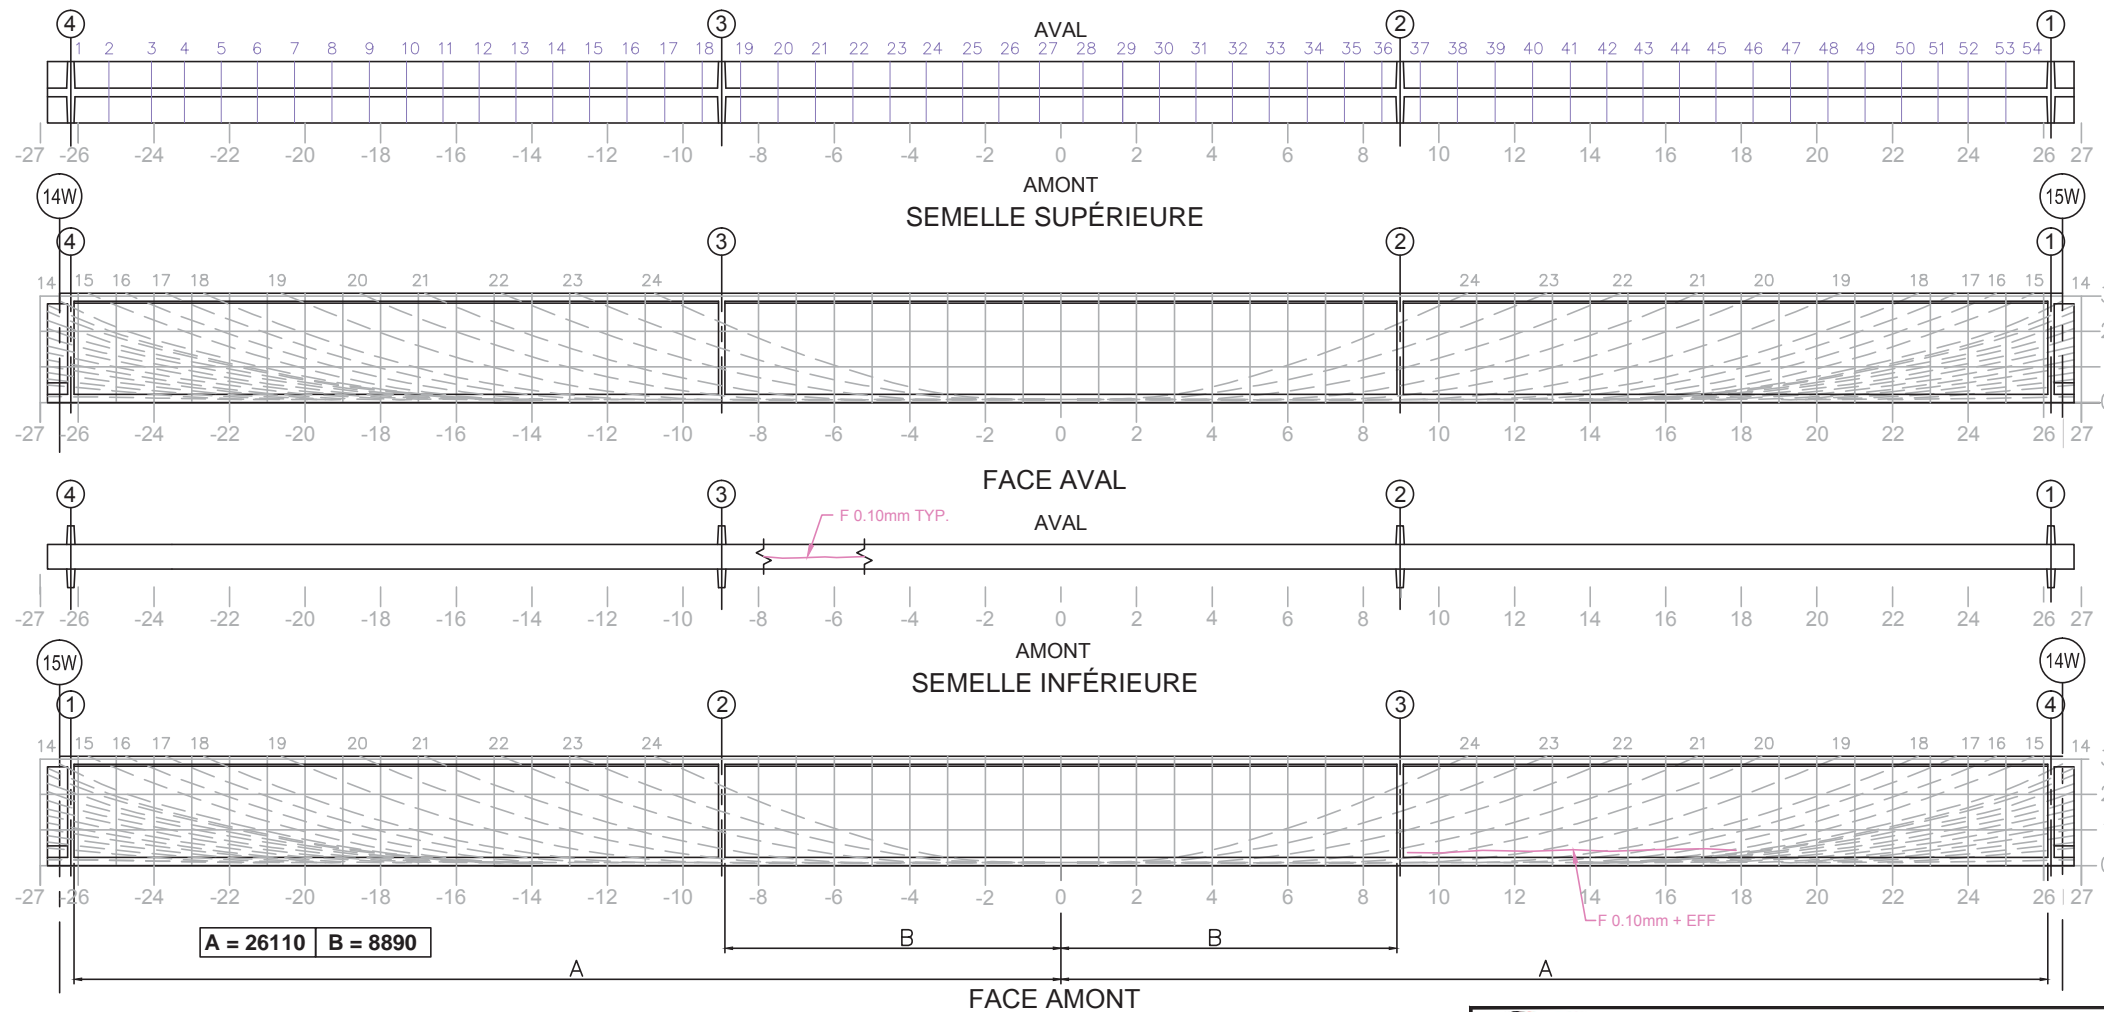 4 3 AVAL 2 1
1 2 3 4 5 6 7 8 9 10 11 12 13 14 15 16 17 18 19 20 21 22 23 24 25 26 27 28 29 30 31 32 33 34 35 36 37 38 39 40 41 42 43 44 45 46 47 48 49 50 51 52 53 54
-27 -26 -24 -22 -20 -18 -16 -14 -12 -10 -8 -6 -4 -2 0 2 4 6 8 10 12 14 16 18 20 22 24 26 27
AMONT
14W 15W
SEMELLE SUPÉRIEURE
4 3 2 1
14 15 16 17 18 19 20 21 22 23 24 24 23 22 21 20 19 18 17 16 15 14
-27 -26 -24 -22 -20 -18 -16 -14 -12 -10 -8 -6 -4 -2 0 2 4 6 8 10 12 14 16 18 20 22 24 26 27
FACE AVAL
4 3 2 1
F 0.10mm TYP.
AVAL
-27 -26 -24 -22 -20 -18 -16 -14 -12 -10 -8 -6 -4 -2 0 2 4 6 8 10 12 14 16 18 20 22 24 26 27
AMONT
15W 14W
SEMELLE INFÉRIEURE
1 2 3 4
14 15 16 17 18 19 20 21 22 23 24 24 23 22 21 20 19 18 17 16 15 14
-27 -26 -24 -22 -20 -18 -16 -14 -12 -10 -8 -6 -4 -2 0 2 4 6 8 10 12 14 16 18 20 22 24 26 27
F 0.10mm + EFF
A = 26110 B = 8890
B B
A A
FACE AMONT